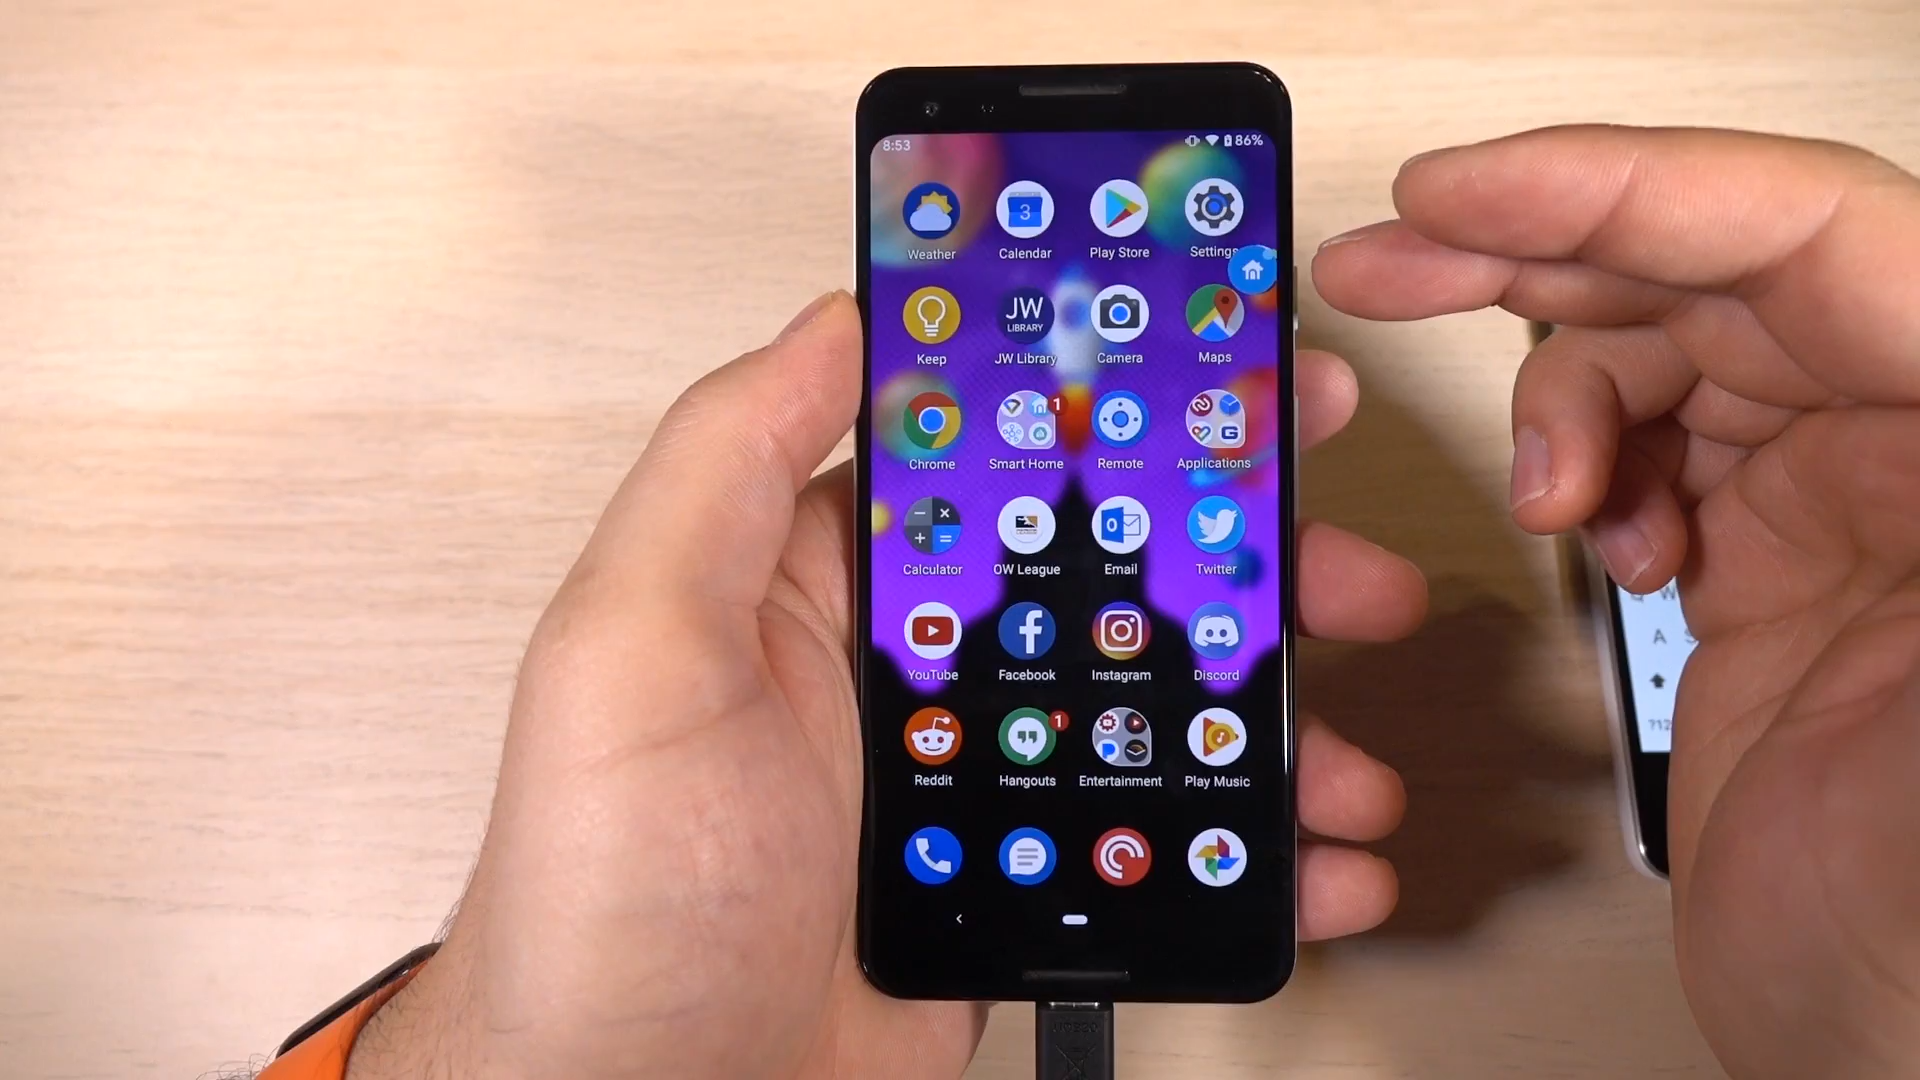 8:53 86%
3
Weather Calendar Play Store Settings
JW
LIBRARY
Keep JW Library Camera Maps
1
Chrome Smart Home Remote Applications
Calculator OW League Email Twitter
YouTube Facebook Instagram Discord
1
Reddit Hangouts Entertainment Play Music
W
A S
?12